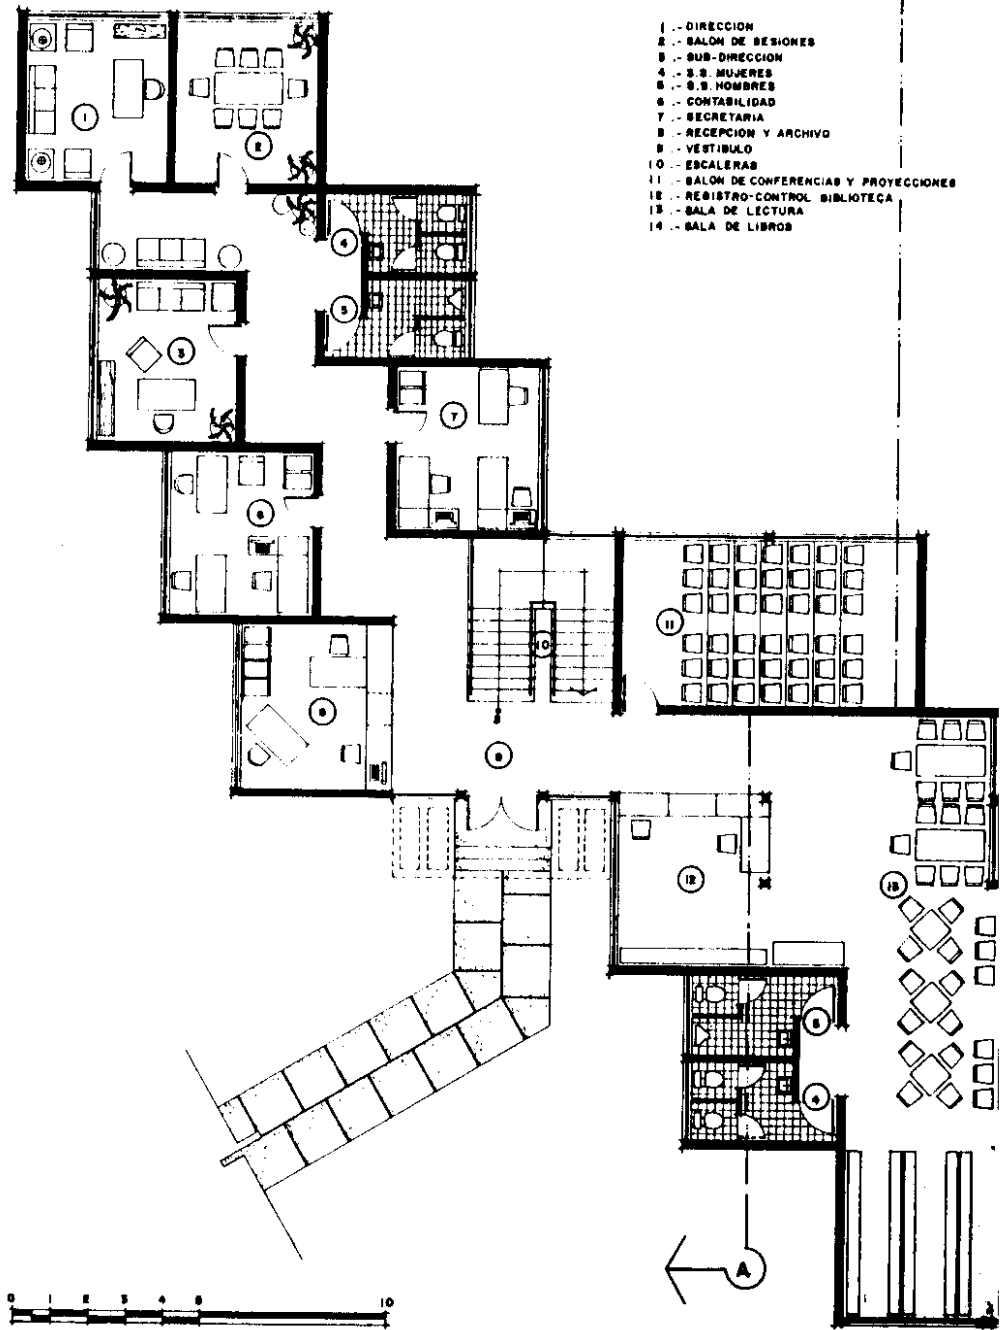 1 .- DIRECCION
2 .- SALON DE SESIONES
3 .- SUB-DIRECCION
4 .- S.S. MUJERES
5 .- S.S. HOMBRES
6 .- CONTABILIDAD
7 .- SECRETARIA
8 .- RECEPCION Y ARCHIVO
9 .- VESTIBULO
10 .- ESCALERAS
11 .- SALON DE CONFERENCIAS Y PROYECCIONES
12 .- REGISTRO-CONTROL BIBLIOTECA
13 .- SALA DE LECTURA
14 .- SALA DE LIBROS
1
2
4
5
3
7
6
11
10
8
9
12
13
5
4
A
0 1 2 3 4 5 10